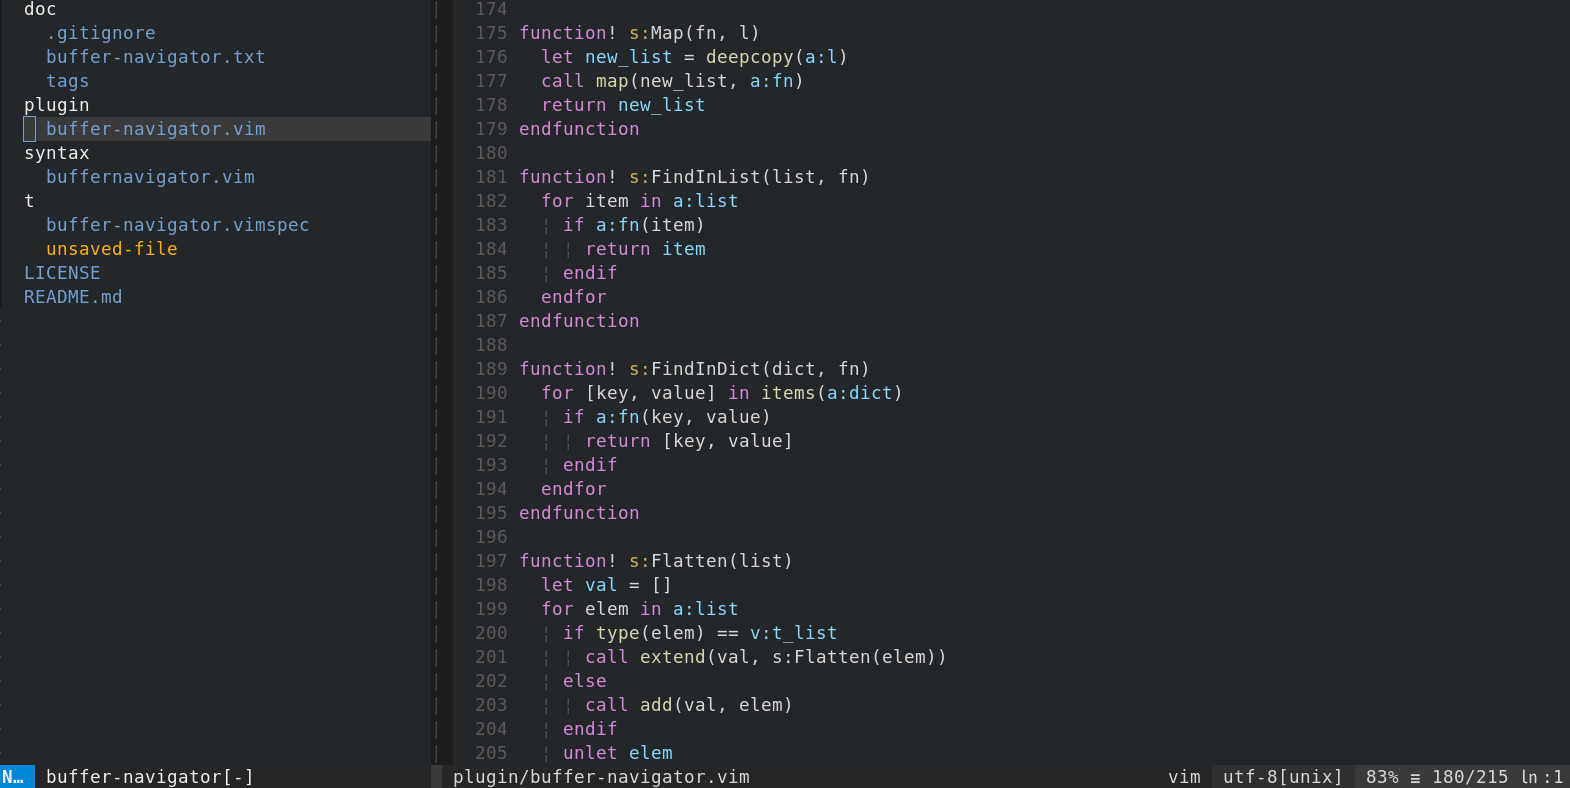 doc
  .gitignore
  buffer-navigator.txt
  tags
plugin
  buffer-navigator.vim
syntax
  buffernavigator.vim
t
  buffer-navigator.vimspec
  unsaved-file
LICENSE
README.md
N… buffer-navigator[-]
174
175 function! s:Map(fn, l)
176   let new_list = deepcopy(a:l)
177   call map(new_list, a:fn)
178   return new_list
179 endfunction
180
181 function! s:FindInList(list, fn)
182   for item in a:list
183   ¦ if a:fn(item)
184   ¦ ¦ return item
185   ¦ endif
186   endfor
187 endfunction
188
189 function! s:FindInDict(dict, fn)
190   for [key, value] in items(a:dict)
191   ¦ if a:fn(key, value)
192   ¦ ¦ return [key, value]
193   ¦ endif
194   endfor
195 endfunction
196
197 function! s:Flatten(list)
198   let val = []
199   for elem in a:list
200   ¦ if type(elem) == v:t_list
201   ¦ ¦ call extend(val, s:Flatten(elem))
202   ¦ else
203   ¦ ¦ call add(val, elem)
204   ¦ endif
205   ¦ unlet elem
plugin/buffer-navigator.vim vim utf-8[unix] 83% ≡ 180/215 ㏑:1